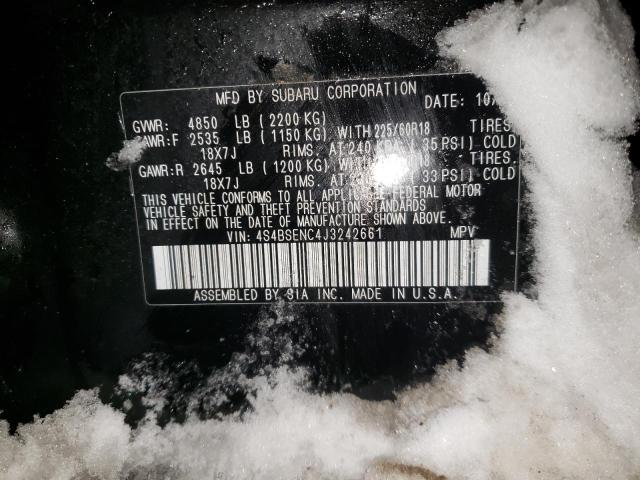 MFD BY SUBARU CORPORATION DATE: 10/
GVWR: 4850 LB (2200 KG)
GAWR:F 2535 LB (1150 KG) WITH 225/60R18 TIRES,
18X7J RIMS. AT 240 KPA (35 PSI) COLD
GAWR:R 2645 LB (1200 KG) WITH TIRES,
18X7J RIMS. AT 33 PSI) COLD
THIS VEHICLE CONFORMS TO ALL FEDERAL MOTOR
VEHICLE SAFETY AND THEFT PREVENTION STANDARDS
IN EFFECT ON THE DATE OF MANUFACTURE SHOWN ABOVE.
VIN: 4S4BSENC4J3242661 MPV
ASSEMBLED BY SIA INC. MADE IN U.S.A.